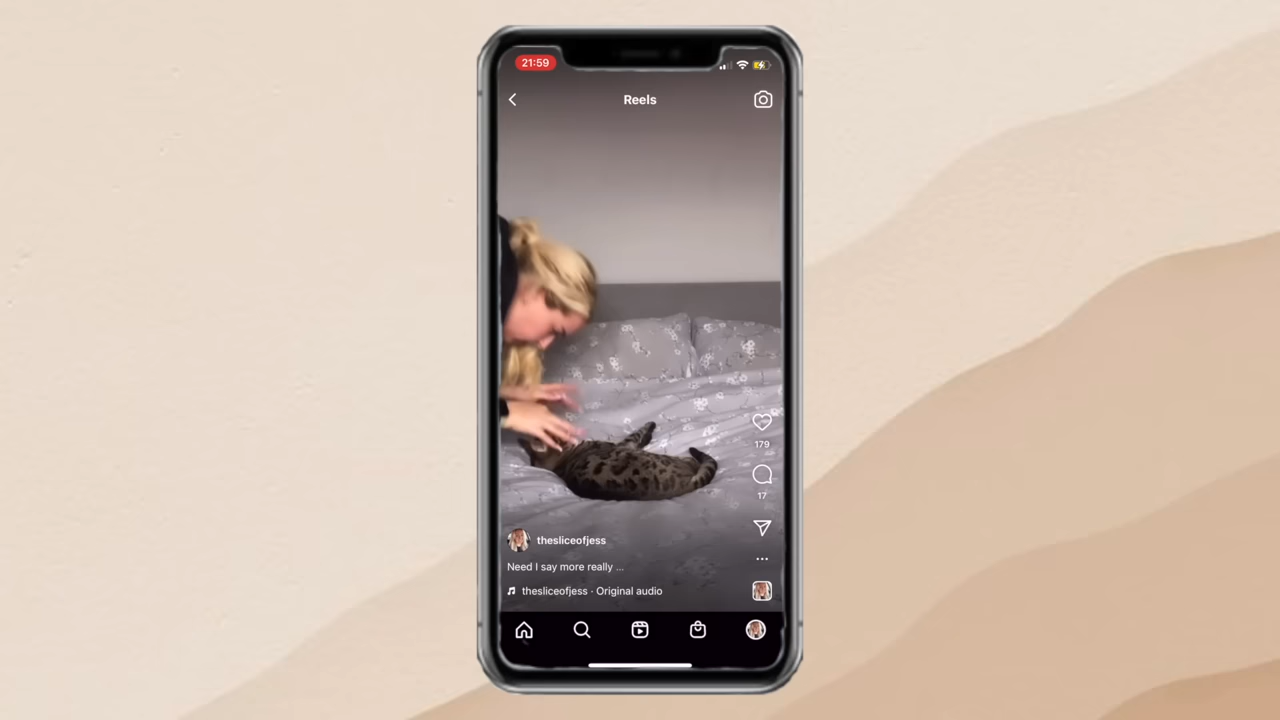 21:59
Reels
179
17
thesliceofjess
Need I say more really ...
thesliceofjess · Original audio